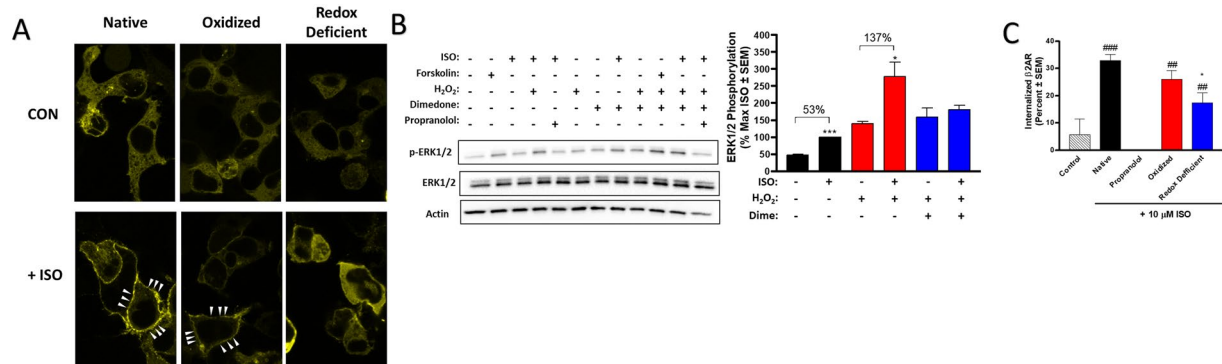 A
Native
Oxidized
Redox
Deficient
CON
+ ISO
B
ISO: - - + + + - - + - - + +
Forskolin: - + - - - - - - - + - -
H₂O₂: - - - + - + - - + + + +
Dimedone: - - - - - - + + + + + +
Propranolol: - - - - + - - - - - - +
p-ERK1/2
ERK1/2
Actin
ERK1/2 Phosphorylation
(% Max ISO ± SEM)
400
350
300
250
200
150
100
50
53%
***
137%
*
ISO: - + - + - +
H₂O₂: - - + + + +
Dime: - - - - + +
C
Internalized β2AR
(Percent ± SEM)
40
30
20
10
0
###
##
*
##
Control
Native
Propranolol
Oxidized
Redox Defficient
+ 10 μM ISO